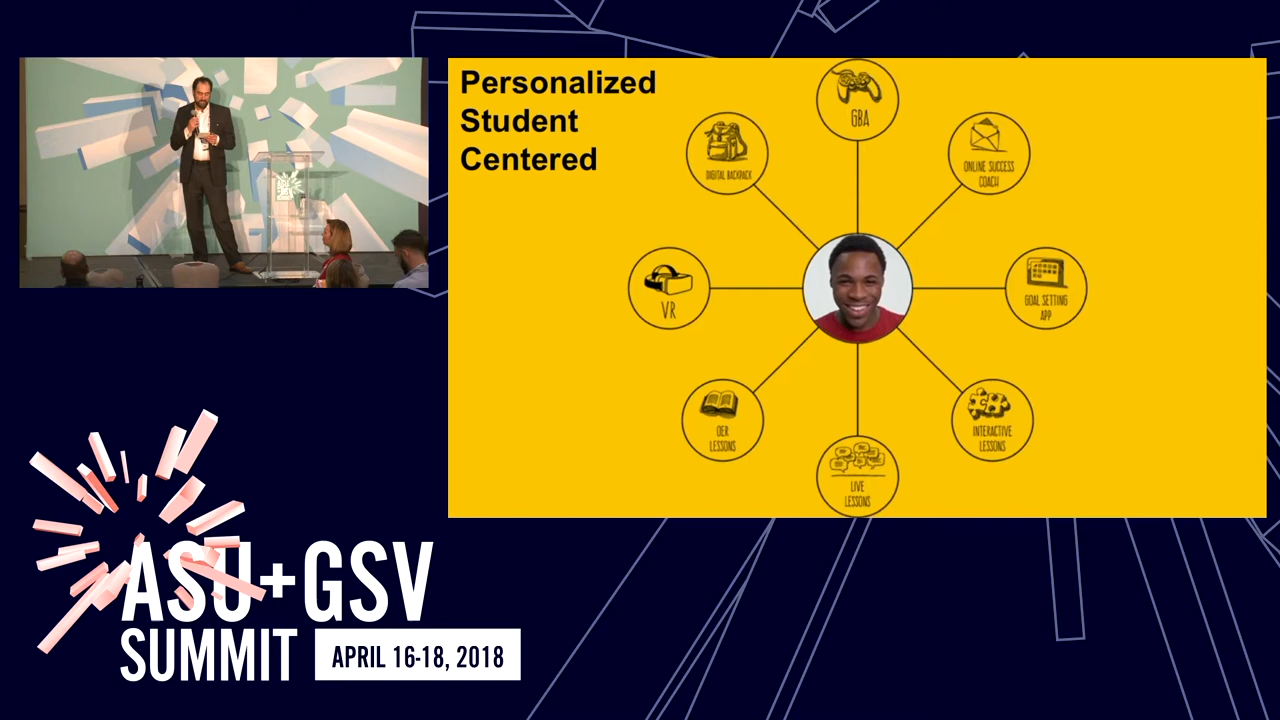 Personalized
Student
Centered
GBA
DIGITAL BACKPACK
ONLINE SUCCESS
COACH
VR
GOAL SETTING
APP
OER
LESSONS
INTERACTIVE
LESSONS
LIVE
LESSONS
ASU+GSV
SUMMIT
APRIL 16-18, 2018